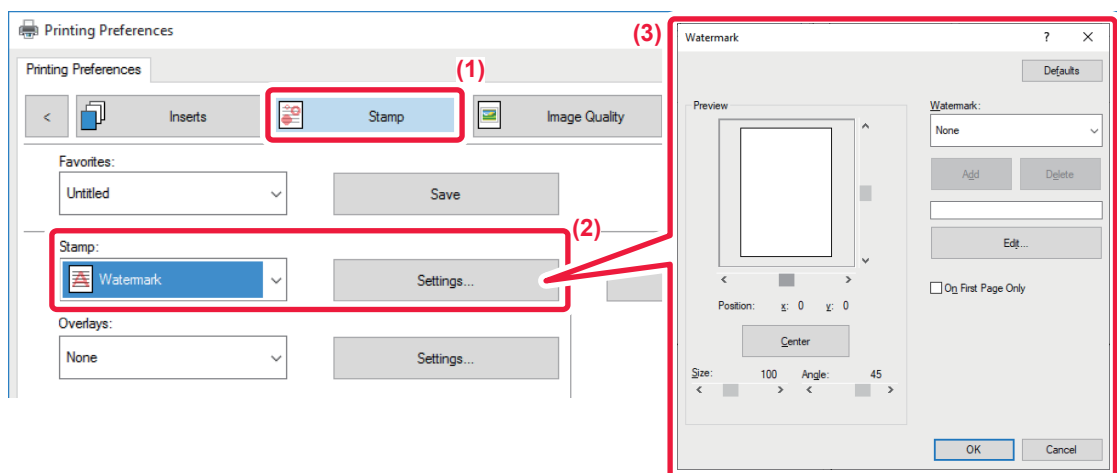 Printing Preferences
Printing Preferences
(1)
< Inserts Stamp Image Quality
Favorites:
Untitled Save
(2)
Stamp:
Watermark Settings...
Overlays:
None Settings...
(3)
Watermark ? X
Defaults
Preview
Watermark:
None
Add Delete
Edit...
On First Page Only
Position: x: 0 y: 0
Center
Size: 100 Angle: 45
OK Cancel